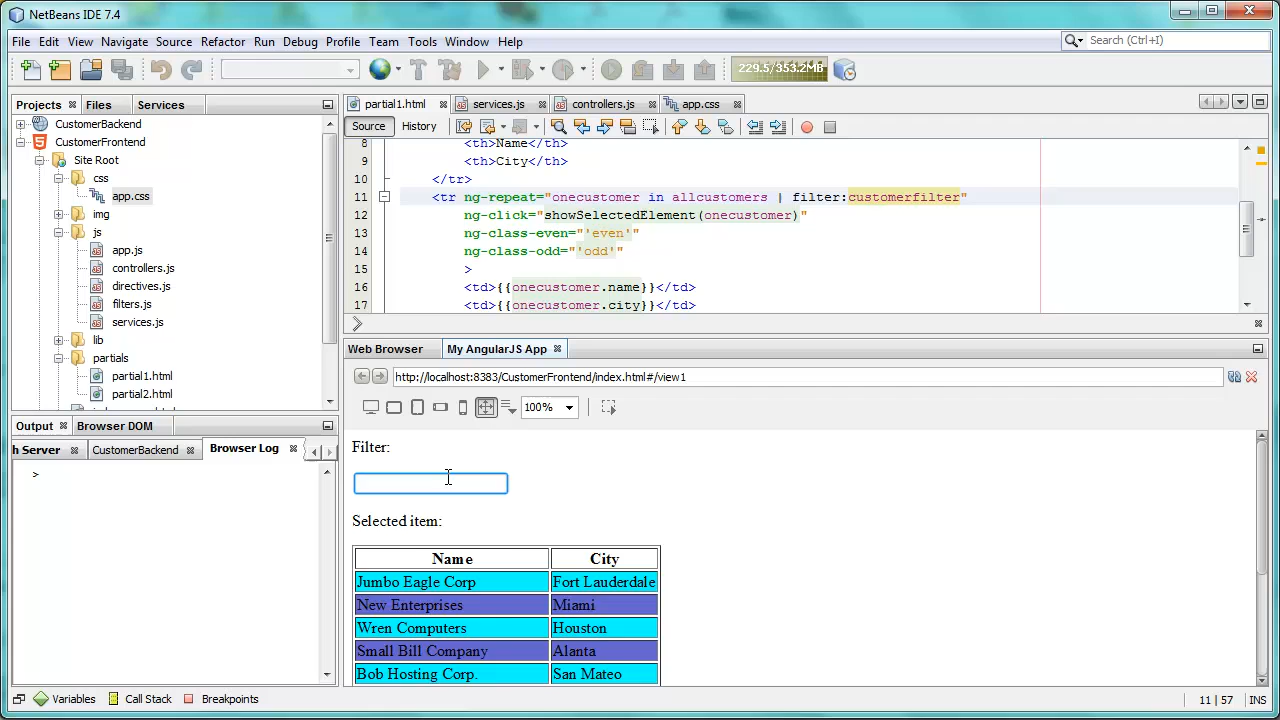 NetBeans IDE 7.4
File Edit View Navigate Source Refactor Run Debug Profile Team Tools Window Help
Search (Ctrl+I)
229.5/353.2MB
Projects Files Services
CustomerBackend
CustomerFrontend
Site Root
css
app.css
img
js
app.js
controllers.js
directives.js
filters.js
services.js
lib
partials
partial1.html
partial2.html
partial1.html services.js controllers.js app.css
Source History
8 <th>Name</th>
9 <th>City</th>
10 </tr>
11 <tr ng-repeat="onecustomer in allcustomers | filter:customerfilter"
12 ng-click="showSelectedElement(onecustomer)"
13 ng-class-even="'even'"
14 ng-class-odd="'odd'"
15 >
16 <td>{{onecustomer.name}}</td>
17 <td>{{onecustomer.city}}</td>
Output Browser DOM
h Server CustomerBackend Browser Log
>
Web Browser My AngularJS App
http://localhost:8383/CustomerFrontend/index.html#/view1
100%
Filter:
Selected item:
Name City
Jumbo Eagle Corp Fort Lauderdale
New Enterprises Miami
Wren Computers Houston
Small Bill Company Alanta
Bob Hosting Corp. San Mateo
Variables Call Stack Breakpoints
11 | 57 INS